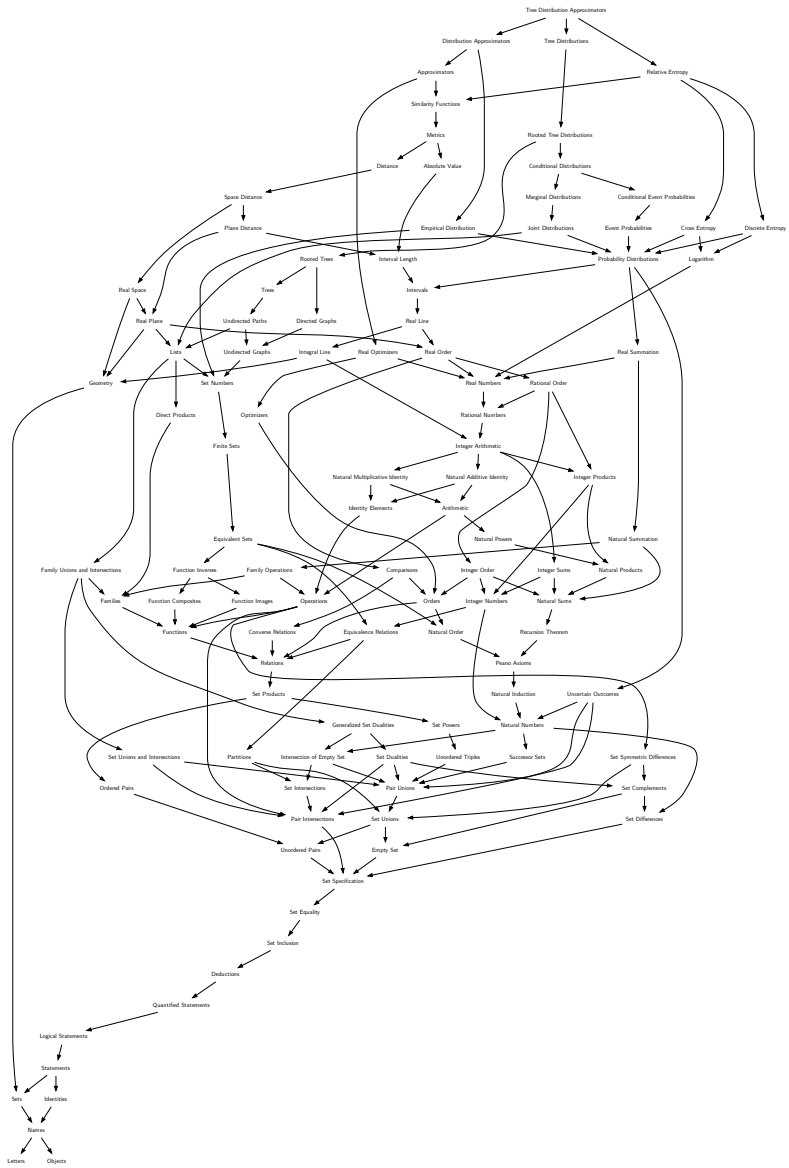 Tree Distribution Approximators
Distribution Approximators
Tree Distributions
Approximators
Relative Entropy
Similarity Functions
Metrics
Rooted Tree Distributions
Distance
Absolute Value
Conditional Distributions
Space Distance
Marginal Distributions
Conditional Event Probabilities
Plane Distance
Empirical Distribution
Joint Distributions
Event Probabilities
Cross Entropy
Discrete Entropy
Rooted Trees
Interval Length
Probability Distributions
Logarithm
Real Space
Trees
Intervals
Real Plane
Undirected Paths
Directed Graphs
Real Line
Lists
Undirected Graphs
Integral Line
Real Optimizers
Real Order
Real Summation
Geometry
Set Numbers
Real Numbers
Rational Order
Direct Products
Optimizers
Rational Numbers
Finite Sets
Integer Arithmetic
Natural Multiplicative Identity
Natural Additive Identity
Integer Products
Identity Elements
Arithmetic
Equivalent Sets
Natural Powers
Natural Summation
Family Unions and Intersections
Function Inverses
Family Operations
Comparisons
Integer Order
Integer Sums
Natural Products
Families
Function Composites
Function Images
Operations
Orders
Integer Numbers
Natural Sums
Functions
Converse Relations
Equivalence Relations
Natural Order
Recursion Theorem
Relations
Peano Axioms
Set Products
Natural Induction
Uncertain Outcomes
Generalized Set Dualities
Set Powers
Natural Numbers
Set Unions and Intersections
Partitions
Intersection of Empty Set
Set Dualities
Unordered Triples
Successor Sets
Set Symmetric Differences
Ordered Pairs
Set Intersections
Pair Unions
Set Complements
Pair Intersections
Set Unions
Set Differences
Unordered Pairs
Empty Set
Set Specification
Set Equality
Set Inclusion
Deductions
Quantified Statements
Logical Statements
Statements
Sets
Identities
Names
Letters
Objects